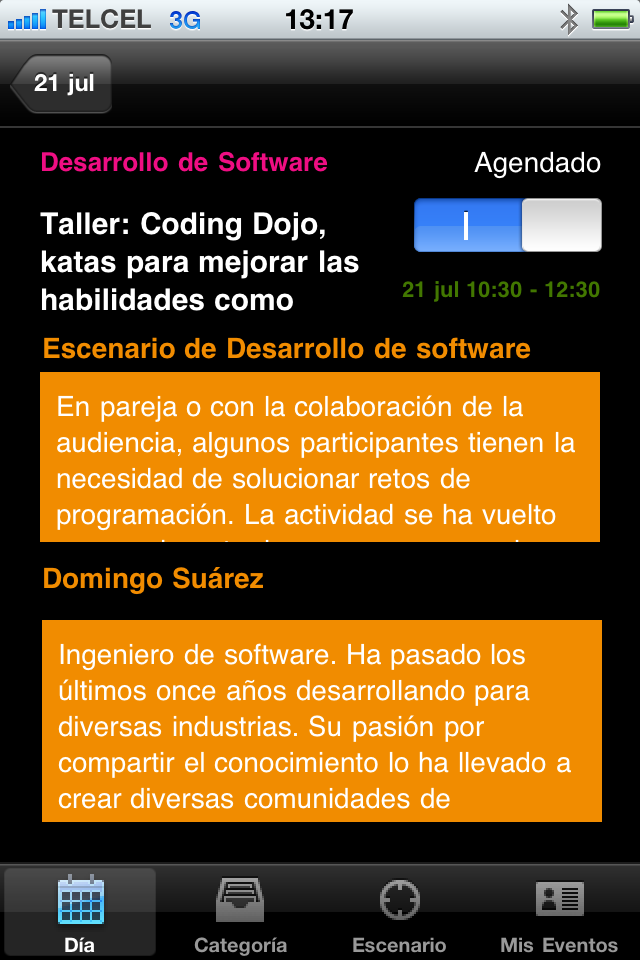 TELCEL 3G 13:17
21 jul
Desarrollo de Software
Agendado
Taller: Coding Dojo,
katas para mejorar las
habilidades como
21 jul 10:30 - 12:30
Escenario de Desarrollo de software
En pareja o con la colaboración de la
audiencia, algunos participantes tienen la
necesidad de solucionar retos de
programación. La actividad se ha vuelto
Domingo Suárez
Ingeniero de software. Ha pasado los
últimos once años desarrollando para
diversas industrias. Su pasión por
compartir el conocimiento lo ha llevado a
crear diversas comunidades de
Día Categoría Escenario Mis Eventos